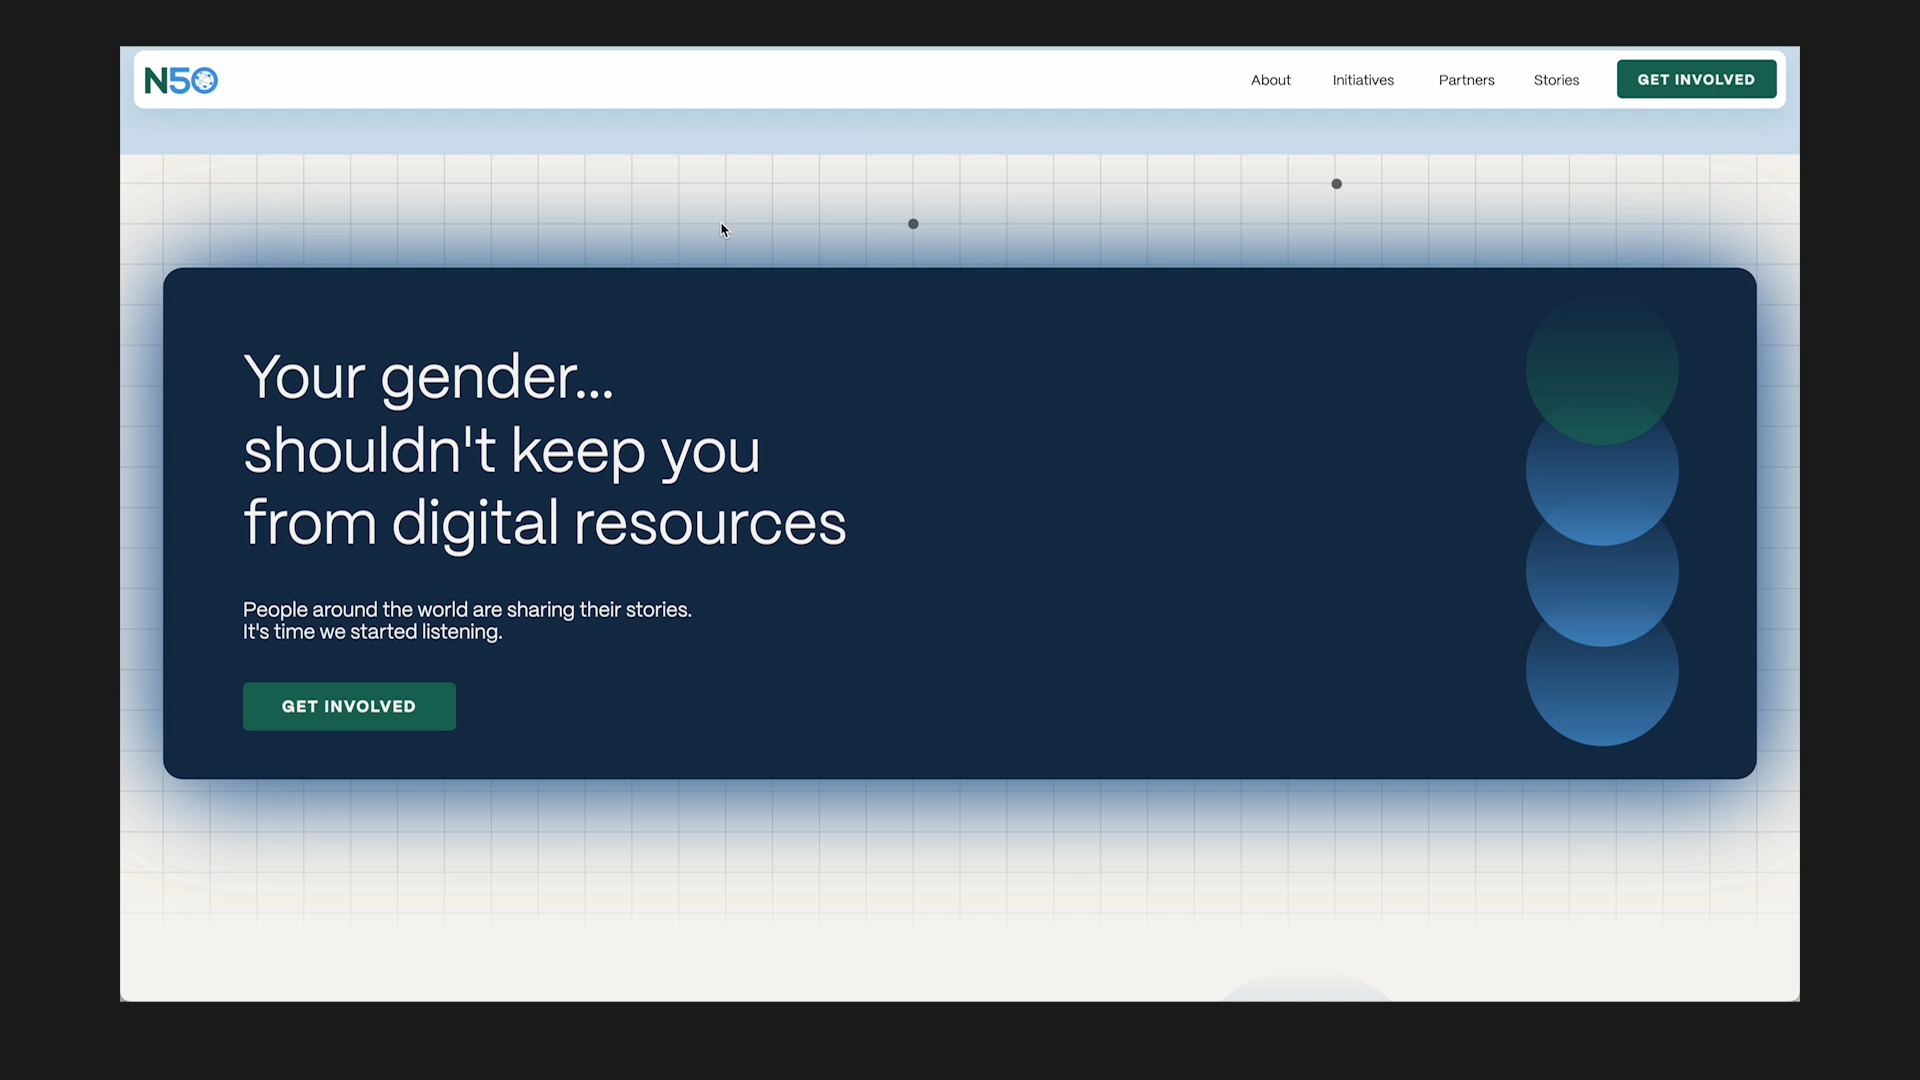 N50
About
Initiatives
Partners
Stories
GET INVOLVED
Your gender...
shouldn't keep you
from digital resources
People around the world are sharing their stories.
It's time we started listening.
GET INVOLVED